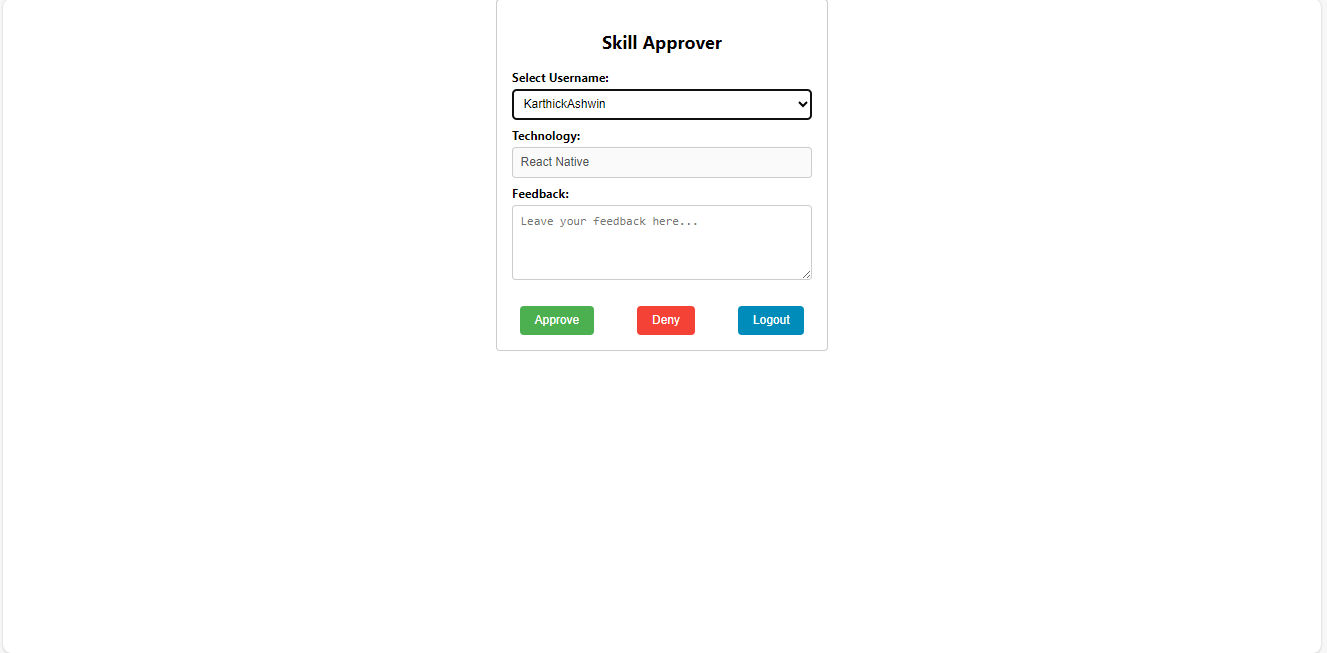 Skill Approver
Select Username:
KarthickAshwin
Technology:
React Native
Feedback:
Leave your feedback here...
Approve Deny Logout